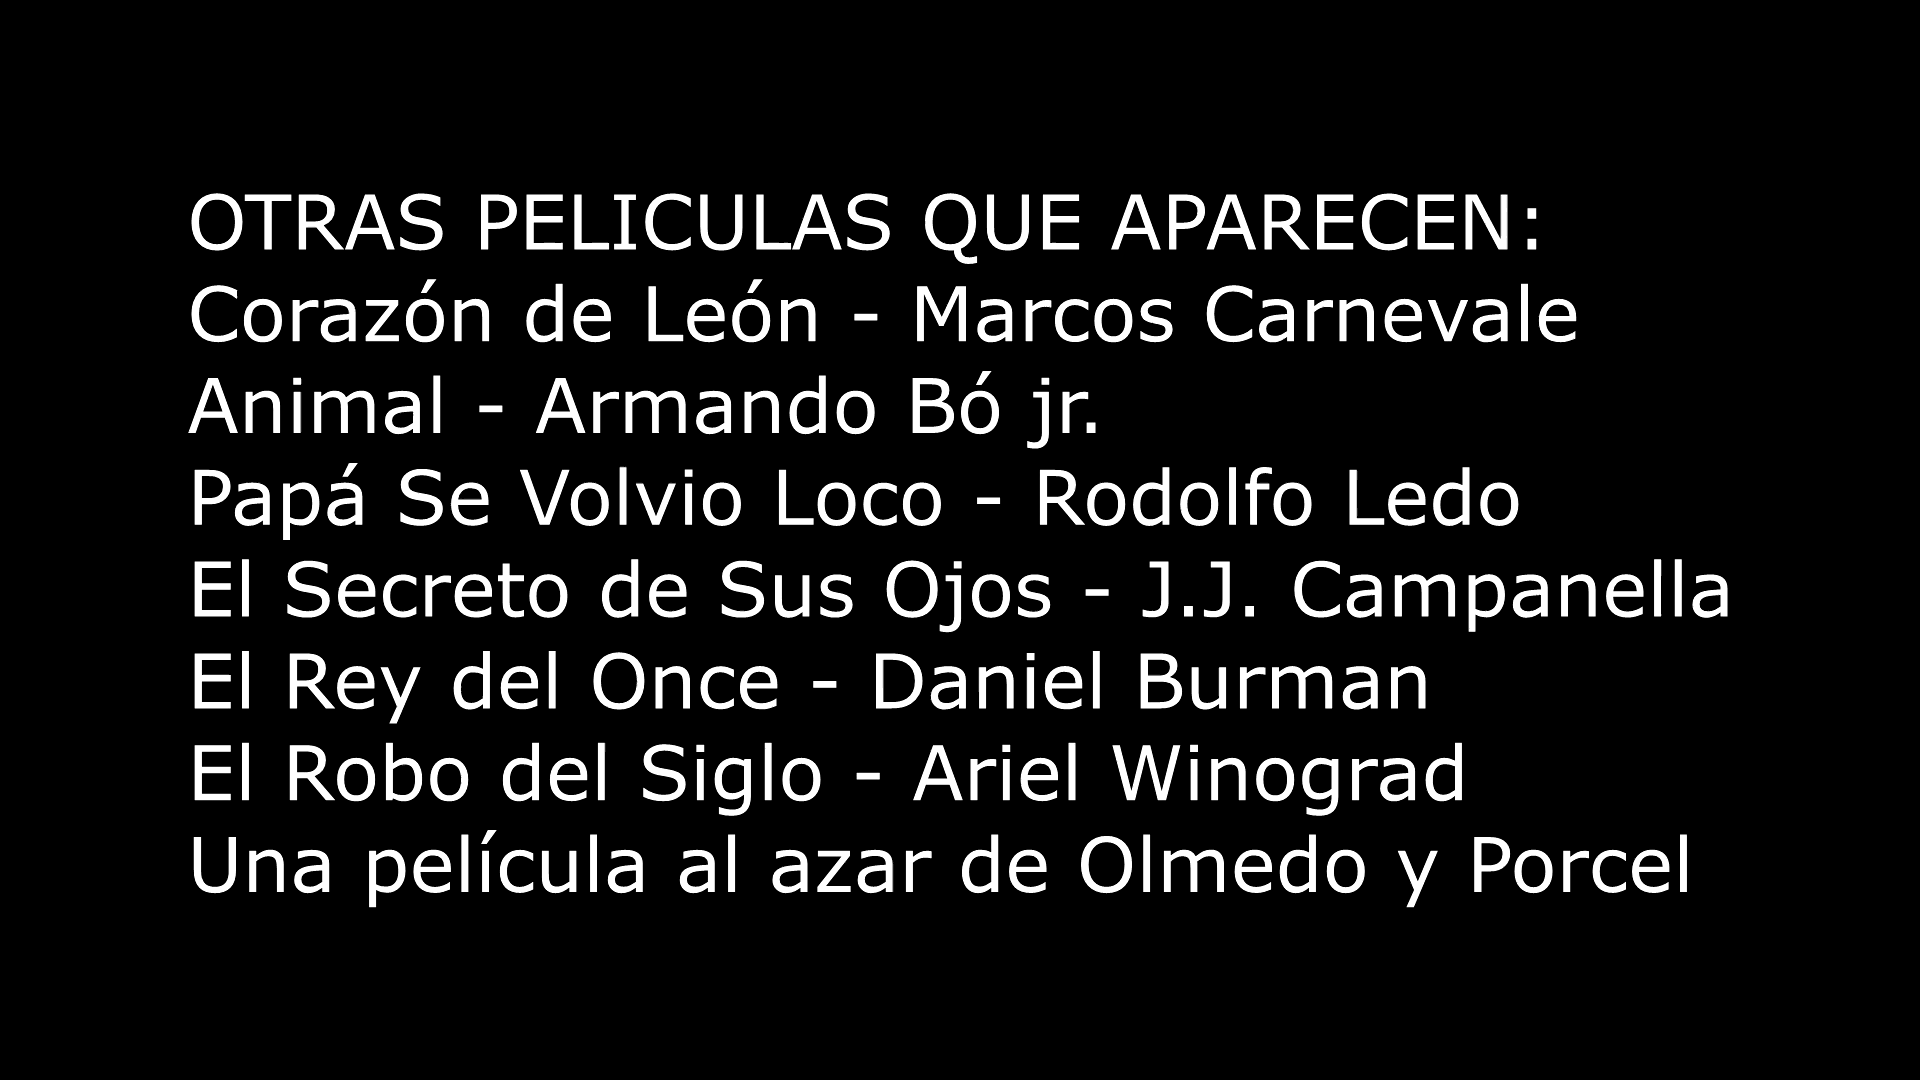 OTRAS PELICULAS QUE APARECEN:
Corazón de León - Marcos Carnevale
Animal - Armando Bó jr.
Papá Se Volvio Loco - Rodolfo Ledo
El Secreto de Sus Ojos - J.J. Campanella
El Rey del Once - Daniel Burman
El Robo del Siglo - Ariel Winograd
Una película al azar de Olmedo y Porcel